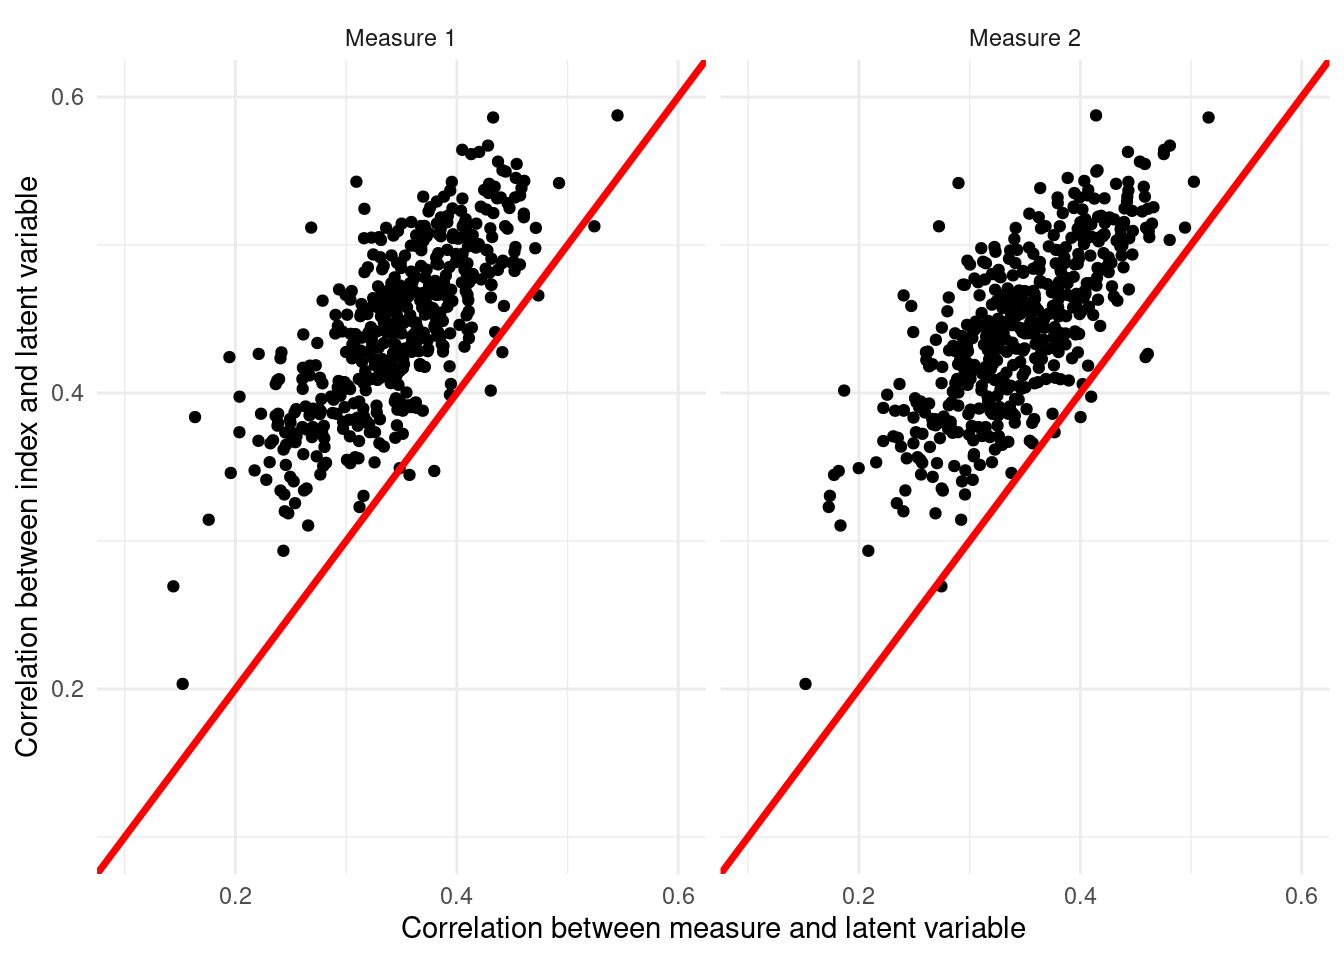 Measure 1
Measure 2
Correlation between index and latent variable
0.6
0.4
0.2
0.2
0.4
0.6
0.2
0.4
0.6
Correlation between measure and latent variable